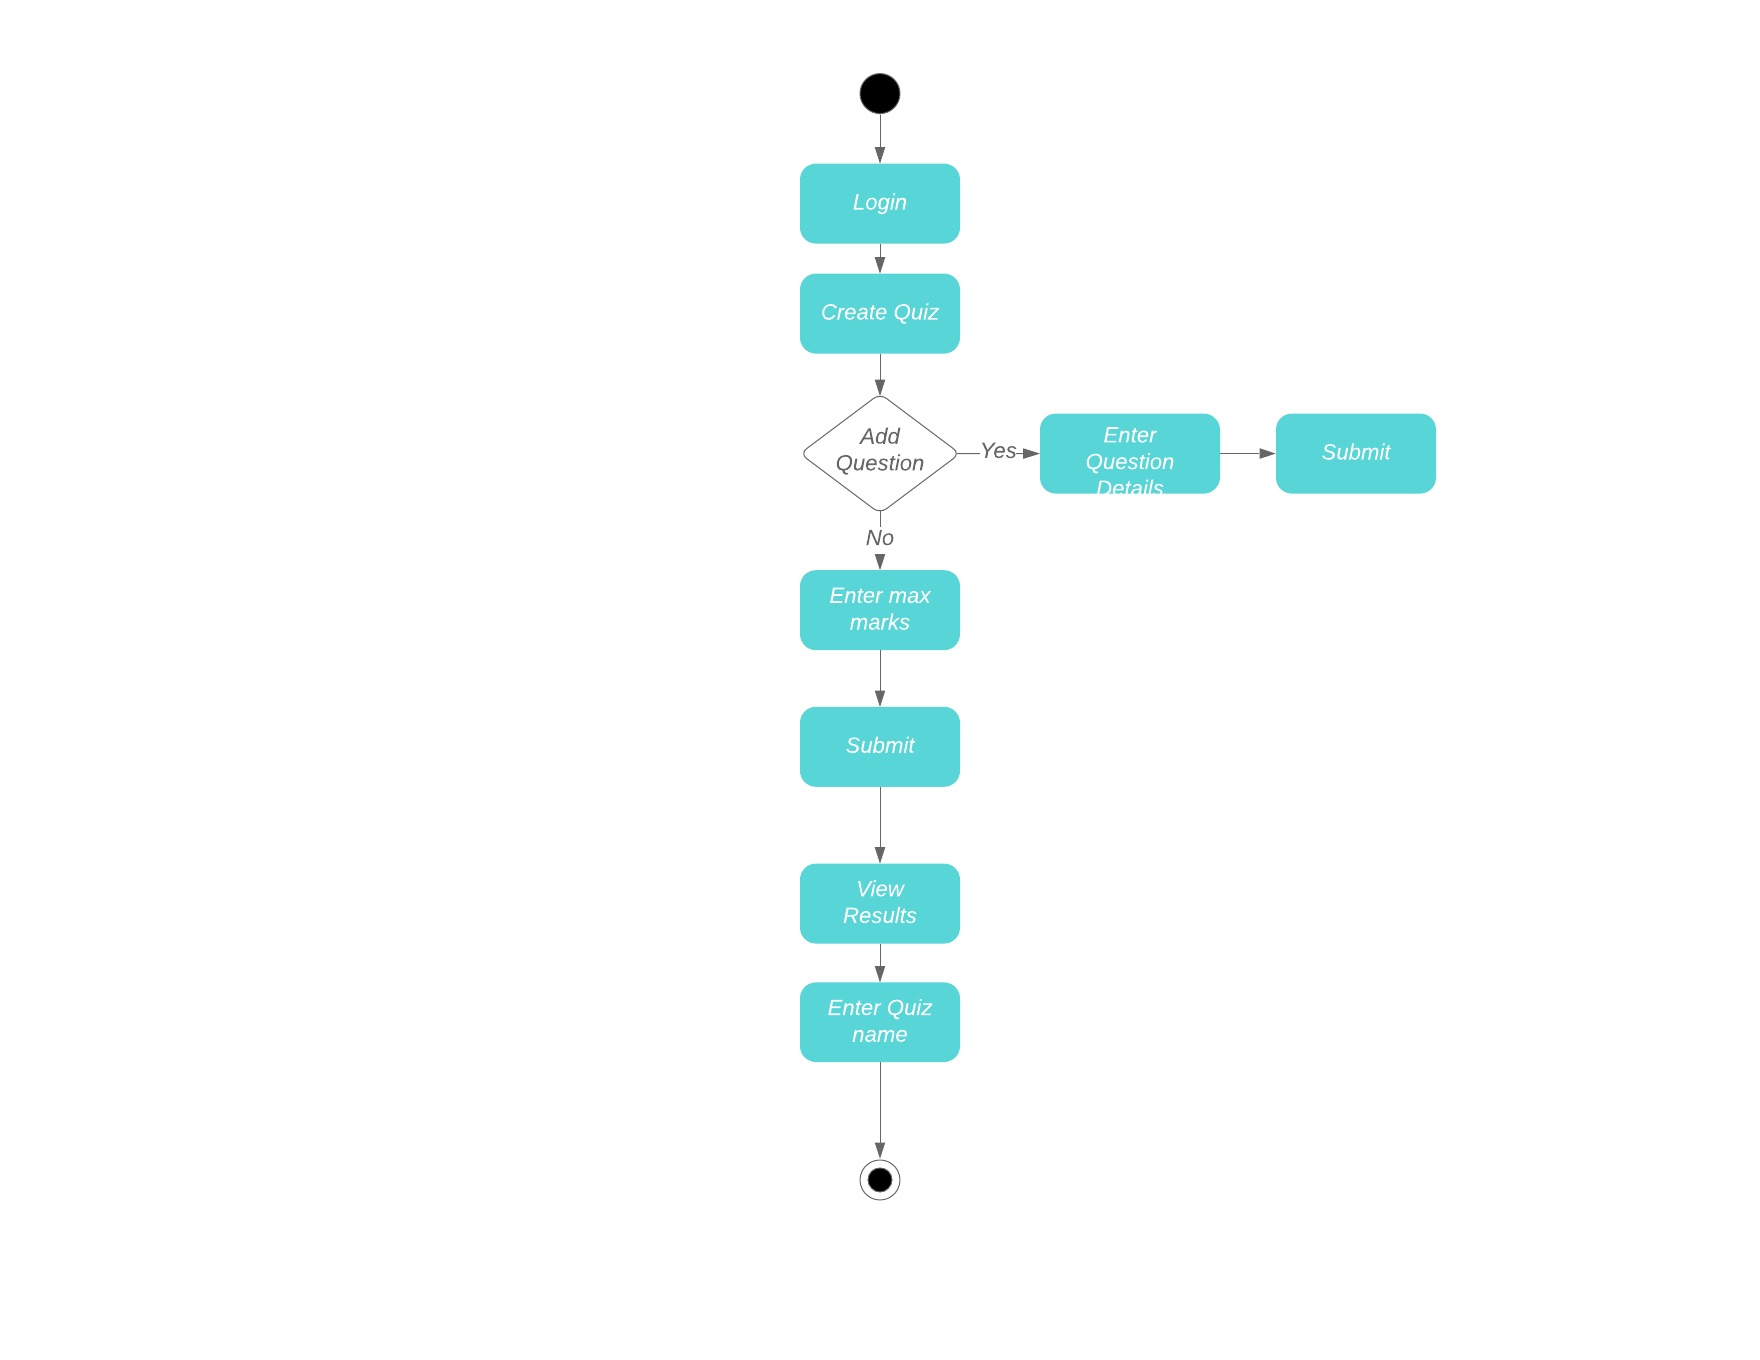 Login
Create Quiz
Add
Question
Yes
Enter
Question
Details
Submit
No
Enter max
marks
Submit
View
Results
Enter Quiz
name